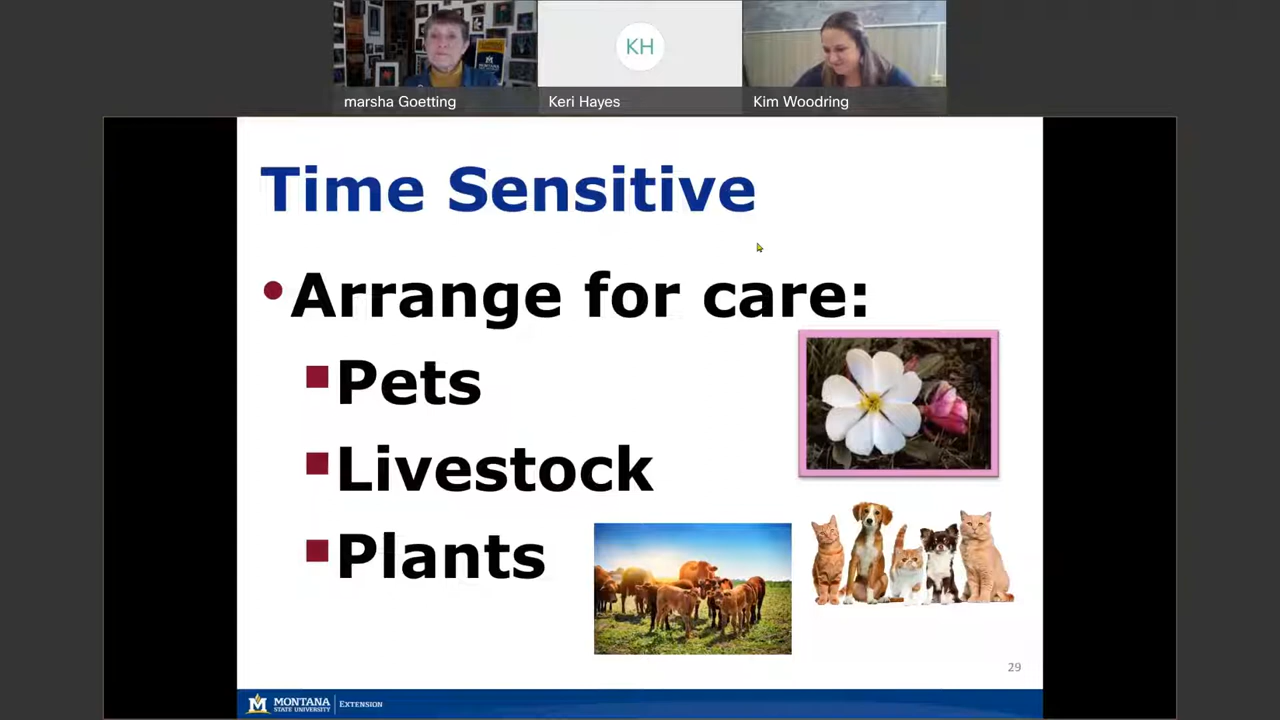 KH
marsha Goetting
Keri Hayes
Kim Woodring
Time Sensitive
•Arrange for care:
▪Pets
▪Livestock
▪Plants
29
M MONTANA STATE UNIVERSITY | EXTENSION